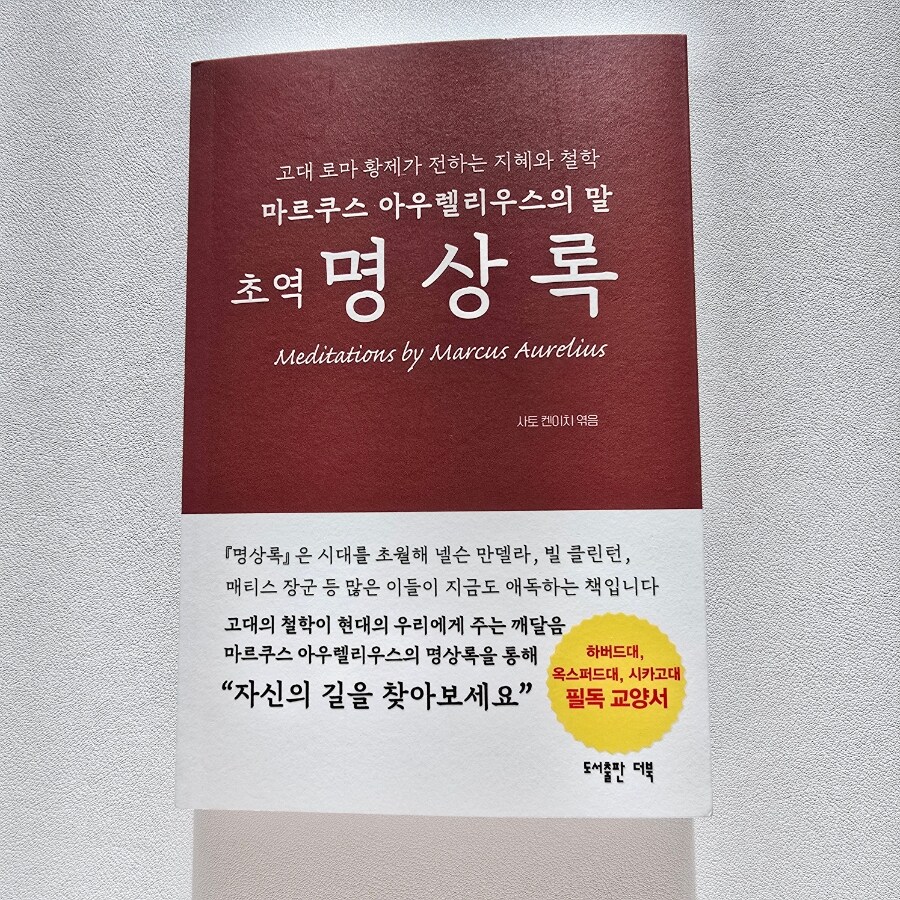 고대 로마 황제가 전하는 지혜와 철학
마르쿠스 아우렐리우스의 말
초역 명상록
Meditations by Marcus Aurelius
사토 켄이치 엮음
『명상록』은 시대를 초월해 넬슨 만델라, 빌 클린턴,
매티스 장군 등 많은 이들이 지금도 애독하는 책입니다
고대의 철학이 현대의 우리에게 주는 깨달음
마르쿠스 아우렐리우스의 명상록을 통해
“자신의 길을 찾아보세요”
하버드대,
옥스퍼드대, 시카고대
필독 교양서
도서출판 더북